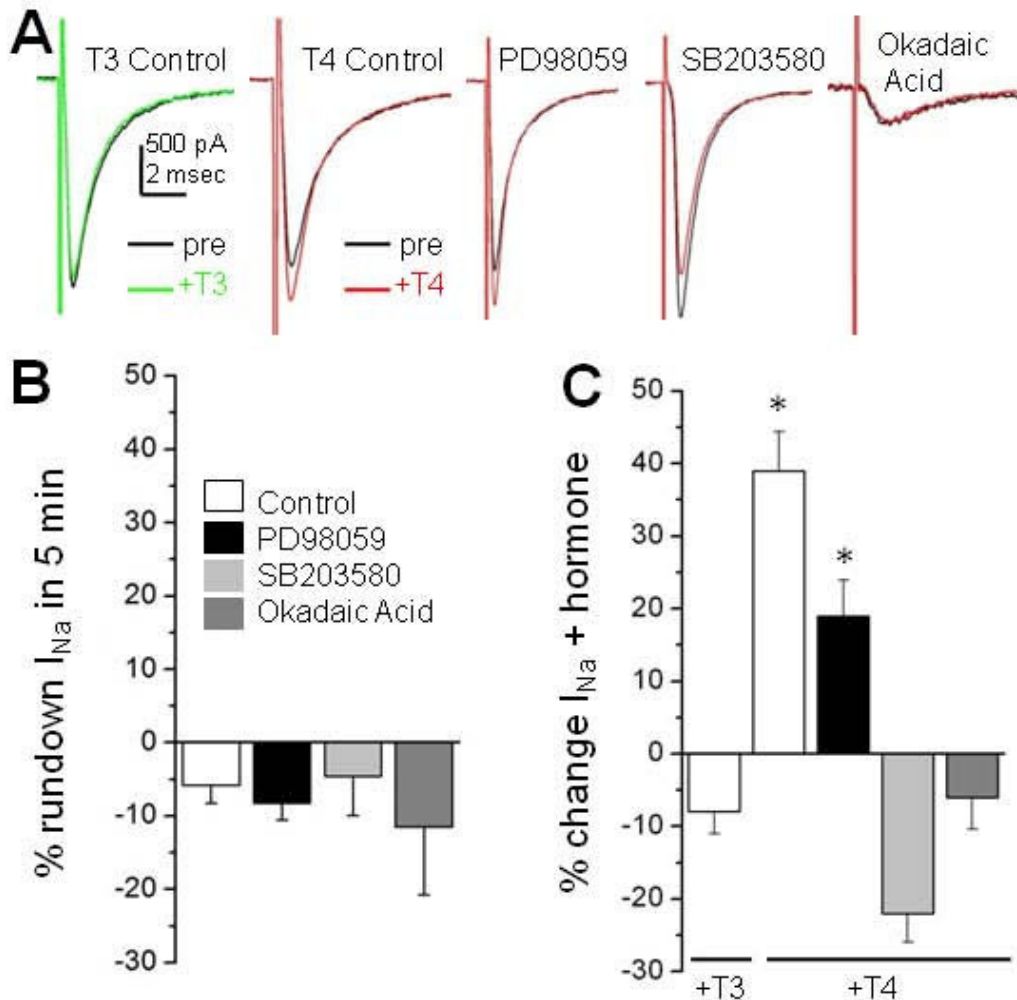 A
T3 Control
T4 Control
PD98059
SB203580
Okadaic
Acid
500 pA
2 msec
pre
+T3
pre
+T4
B
% rundown I_Na in 5 min
50
40
30
20
10
0
-10
-20
-30
Control
PD98059
SB203580
Okadaic Acid
C
% change I_Na + hormone
50
40
30
20
10
0
-10
-20
-30
*
*
+T3
+T4